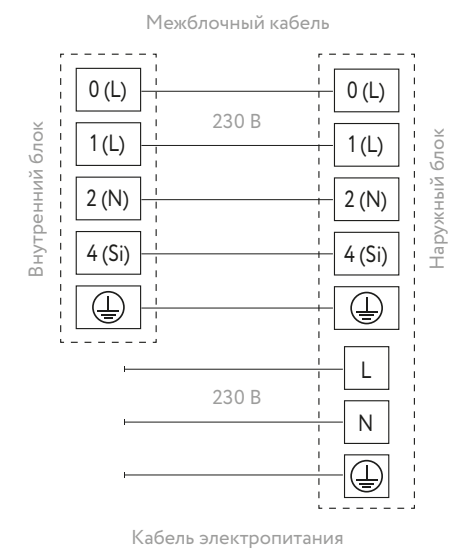 Межблочный кабель
Внутренний блок
Наружный блок
0 (L) 0 (L)
230 В
1 (L) 1 (L)
2 (N) 2 (N)
4 (Si) 4 (Si)
L
230 В
N
Кабель электропитания